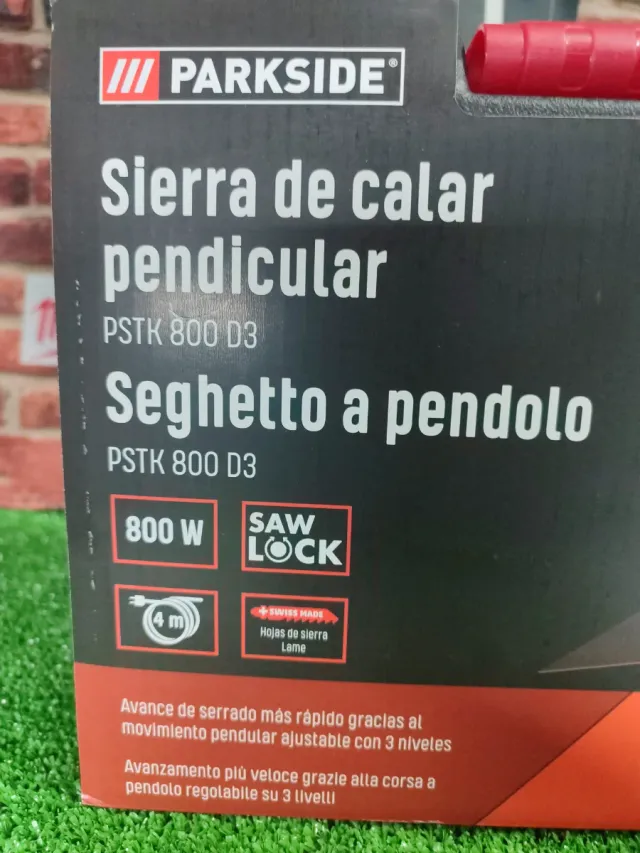 PARKSIDE®
Sierra de calar
pendicular
PSTK 800 D3
Seghetto a pendolo
PSTK 800 D3
800 W
SAW
LOCK
4 m
SWISS MADE
Hojas de sierra
Lame
Avance de serrado más rápido gracias al
movimiento pendular ajustable con 3 niveles
Avanzamento più veloce grazie alla corsa a
pendolo regolabile su 3 livelli